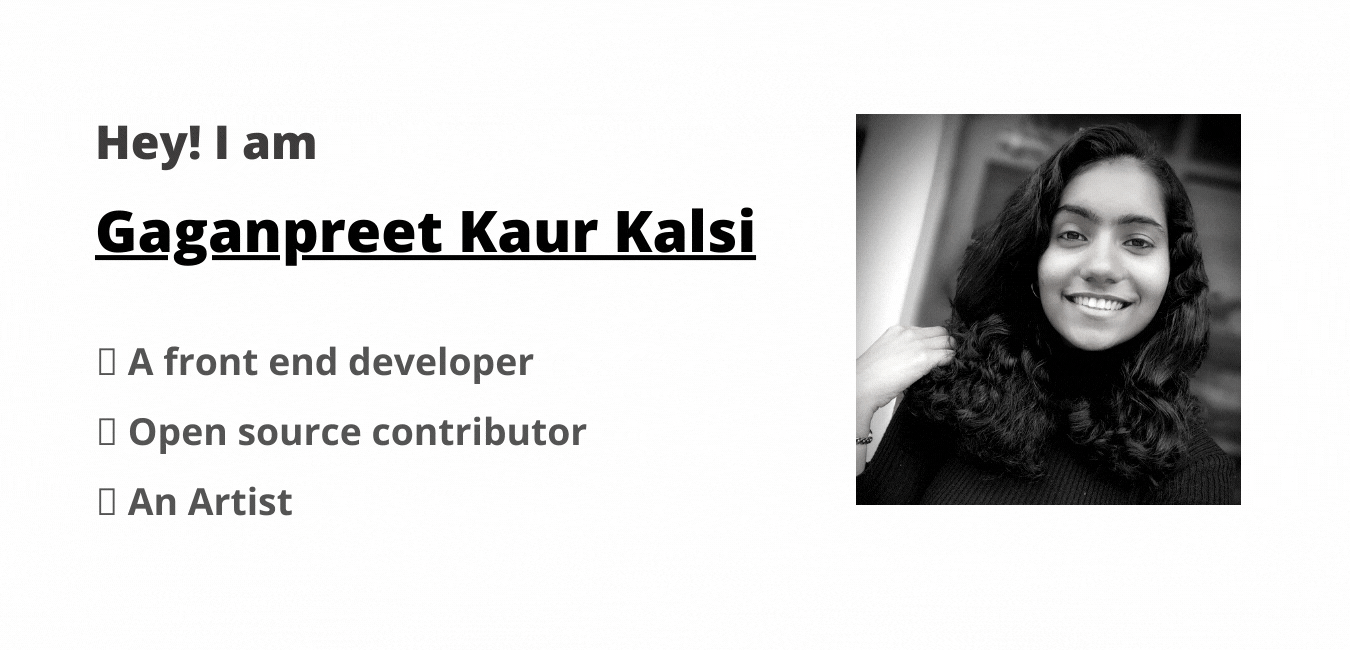 Hey! I am
Gaganpreet Kaur Kalsi
▯ A front end developer
▯ Open source contributor
▯ An Artist